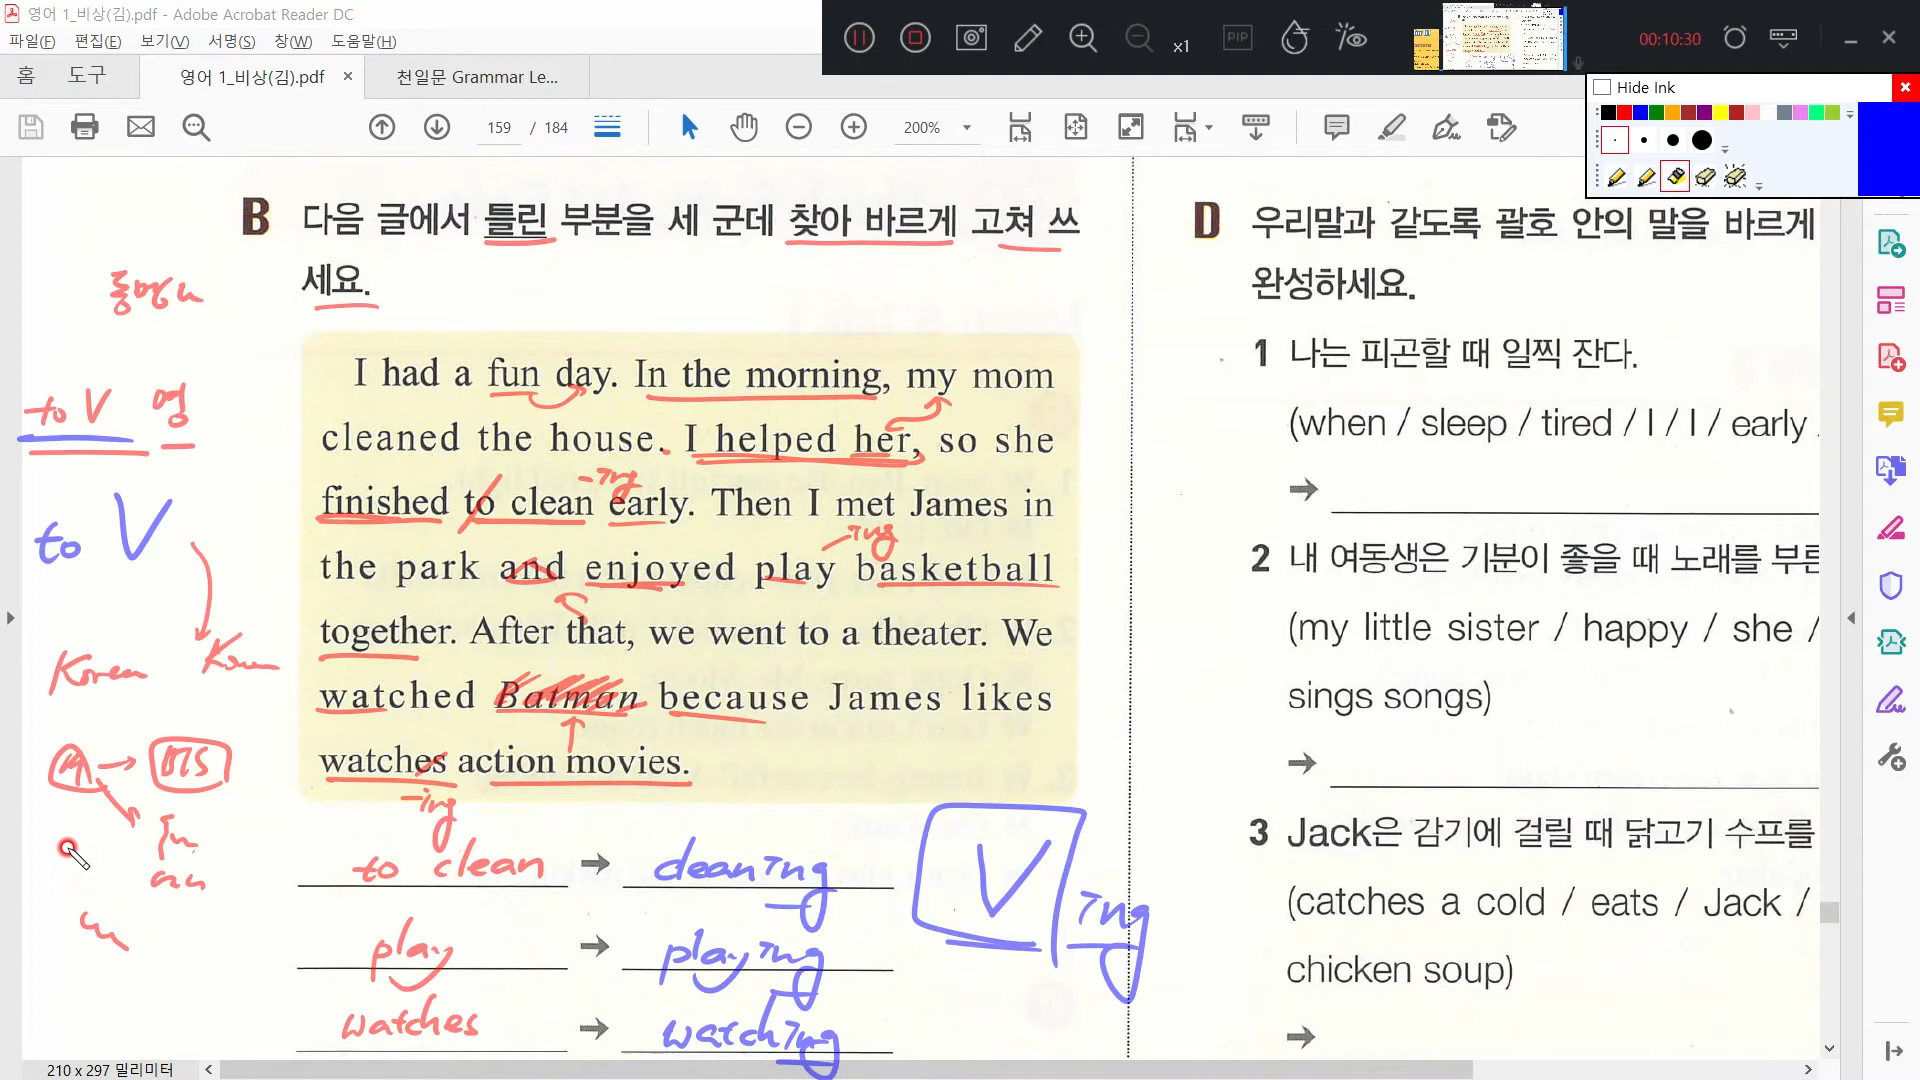 영어 1_비상(김).pdf - Adobe Acrobat Reader DC
파일(F) 편집(E) 보기(V) 서명(S) 창(W) 도움말(H)
x1 PIP 00:10:30
홈 도구 영어 1_비상(김).pdf × 천일문 Grammar Le...
Hide Ink
159 / 184 200%
B 다음 글에서 틀린 부분을 세 군데 찾아 바르게 고쳐 쓰
세요.
동명사
to V 명
to V
Korea
BTS
I had a fun day. In the morning, my mom
cleaned the house. I helped her, so she
-ing
finished to clean early. Then I met James in
-ing
the park and enjoyed play basketball
together. After that, we went to a theater. We
watched Batman because James likes
watches action movies.
-ing
to clean → cleaning
play → playing
watches → watching
V ing
D 우리말과 같도록 괄호 안의 말을 바르게
완성하세요.
1 나는 피곤할 때 일찍 잔다.
(when / sleep / tired / I / I / early
→
2 내 여동생은 기분이 좋을 때 노래를 부른
(my little sister / happy / she /
sings songs)
→
3 Jack은 감기에 걸릴 때 닭고기 수프를
(catches a cold / eats / Jack /
chicken soup)
→
210 x 297 밀리미터